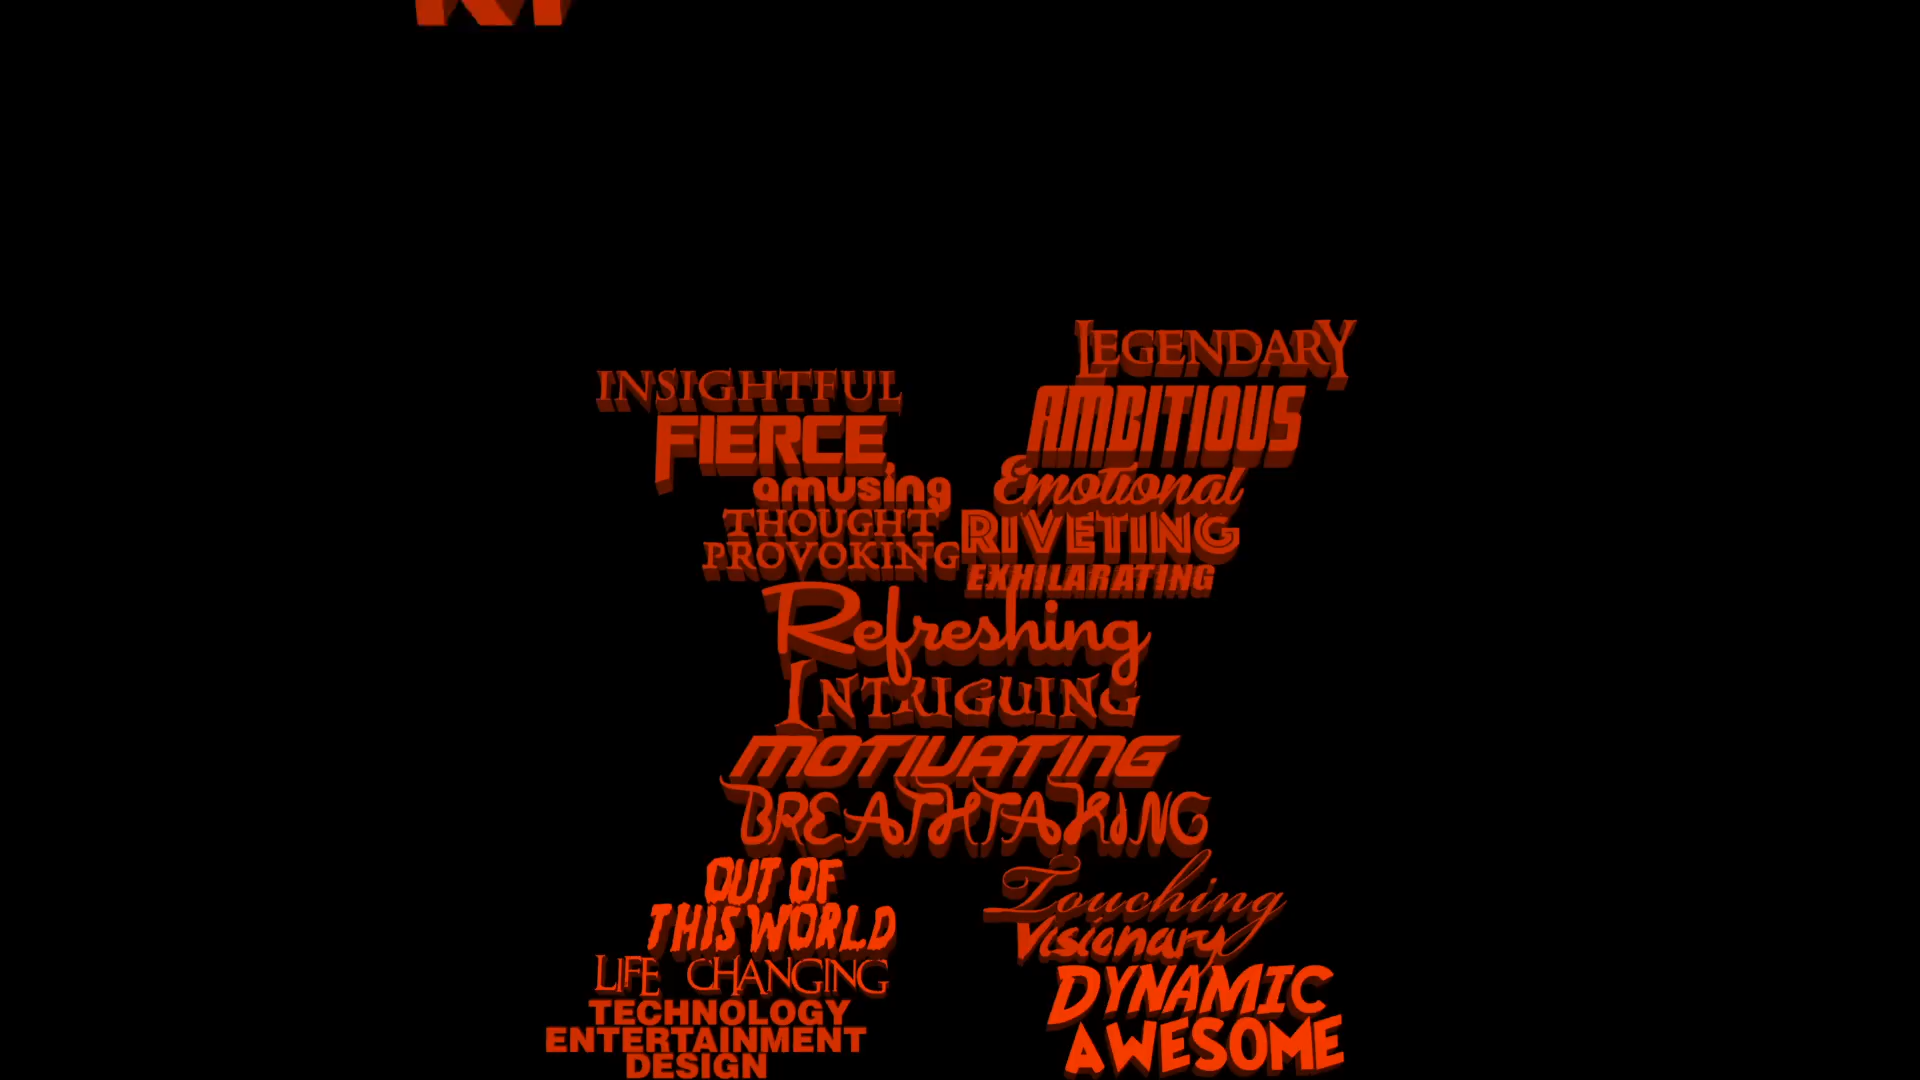 LEGENDARY
INSIGHTFUL
AMBITIOUS
FIERCE
Emotional
amusing
THOUGHT
PROVOKING
RIVETING
EXHILARATING
Refreshing
INTRIGUING
MOTIVATING
BREATHTAKING
OUT OF
THIS WORLD
Touching
Visionary
LIFE CHANGING
DYNAMIC
TECHNOLOGY
ENTERTAINMENT
DESIGN
AWESOME